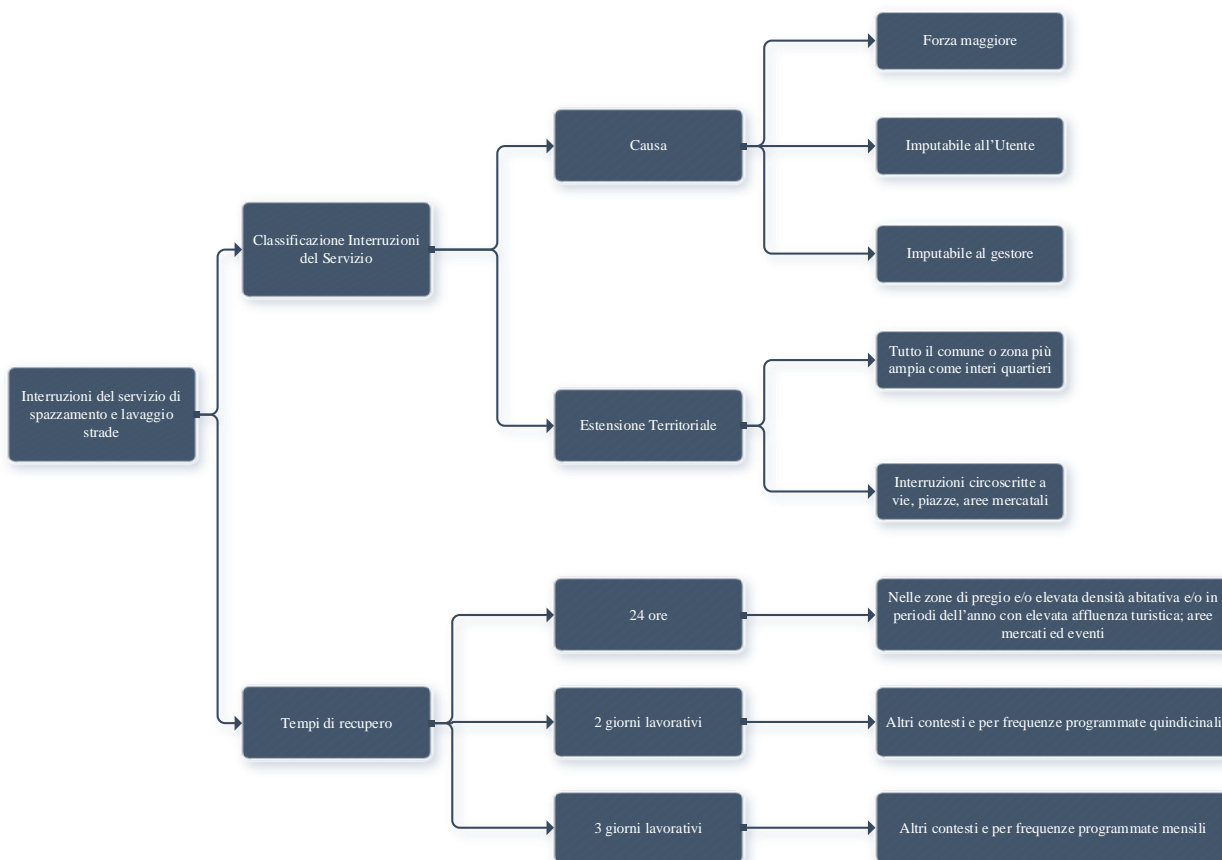 Interruzioni del servizio di
spazzamento e lavaggio
strade
Classificazione Interruzioni
del Servizio
Causa
Forza maggiore
Imputabile all'Utente
Imputabile al gestore
Estensione Territoriale
Tutto il comune o zona più
ampia come interi quartieri
Interruzioni circoscritte a
vie, piazze, aree mercatali
Tempi di recupero
24 ore
Nelle zone di pregio e/o elevata densità abitativa e/o in
periodi dell'anno con elevata affluenza turistica; aree
mercati ed eventi
2 giorni lavorativi
Altri contesti e per frequenze programmate quindicinali
3 giorni lavorativi
Altri contesti e per frequenze programmate mensili